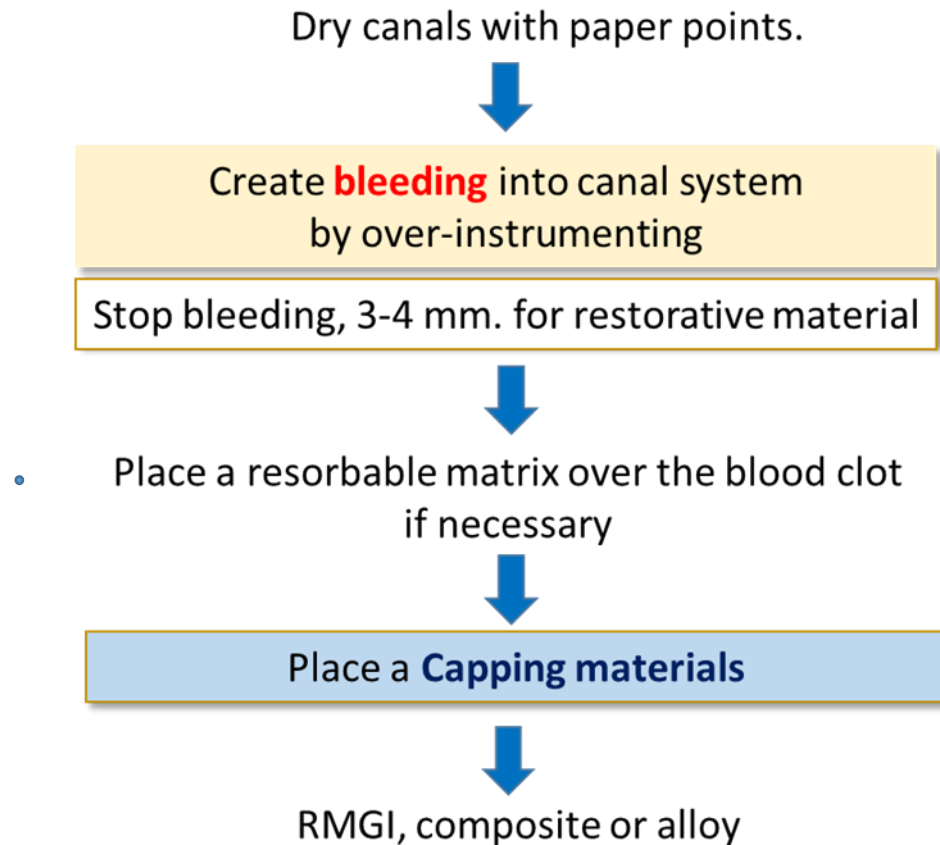 Dry canals with paper points.
Create bleeding into canal system
by over-instrumenting
Stop bleeding, 3-4 mm. for restorative material
Place a resorbable matrix over the blood clot
if necessary
Place a Capping materials
RMGI, composite or alloy